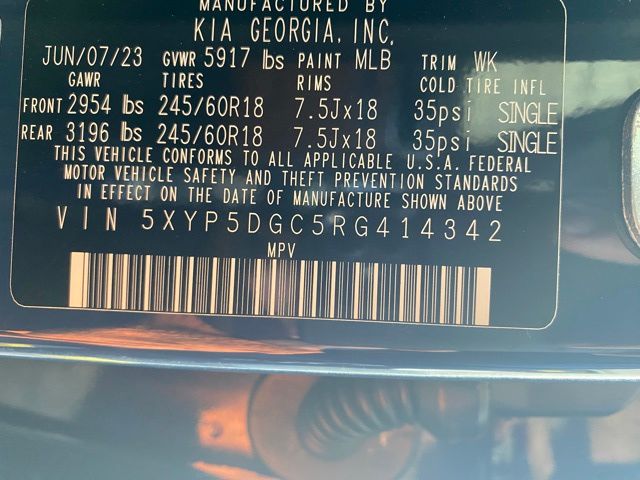 MANUFACTURED BY
KIA GEORGIA, INC.
JUN/07/23 GVWR 5917 lbs PAINT MLB TRIM WK
GAWR TIRES RIMS COLD TIRE INFL
FRONT 2954 lbs 245/60R18 7.5Jx18 35psi SINGLE
REAR 3196 lbs 245/60R18 7.5Jx18 35psi SINGLE
THIS VEHICLE CONFORMS TO ALL APPLICABLE U.S.A. FEDERAL
MOTOR VEHICLE SAFETY AND THEFT PREVENTION STANDARDS
IN EFFECT ON THE DATE OF MANUFACTURE SHOWN ABOVE
VIN 5XYP5DGC5RG414342
MPV